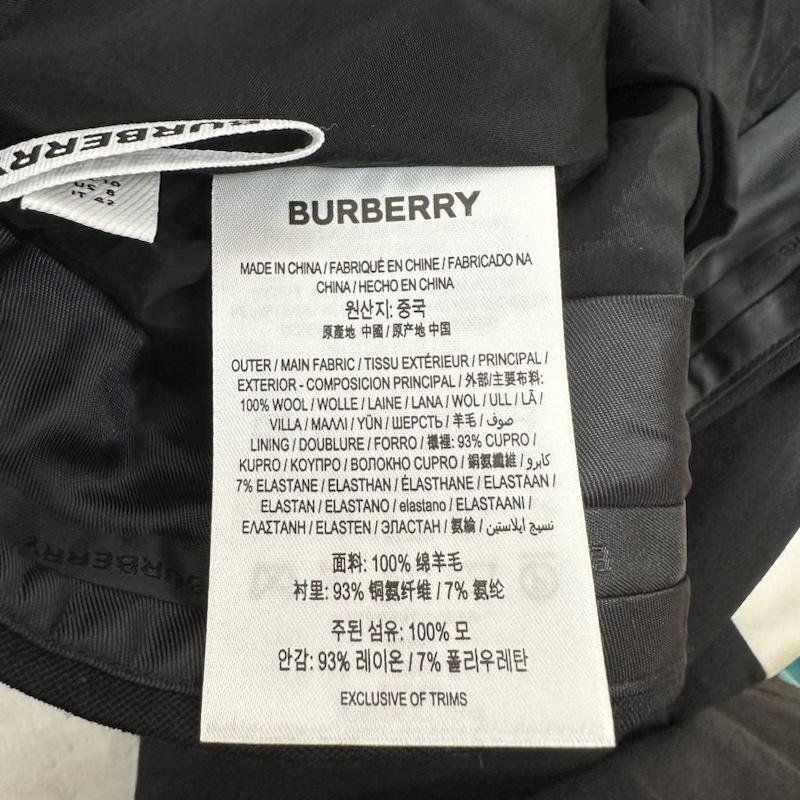 BURBERRY
BURBERRY
MADE IN CHINA / FABRIQUÉ EN CHINE / FABRICADO NA
CHINA / HECHO EN CHINA
원산지: 중국
原產地 中國 / 原产地 中国
OUTER / MAIN FABRIC / TISSU EXTÉRIEUR / PRINCIPAL /
EXTERIOR - COMPOSICION PRINCIPAL / 外部/主要布料:
100% WOOL / WOLLE / LAINE / LANA / WOL / ULL / LÃ /
VILLA / ΜΑΛΛΙ / YÜN / ШЕРСТЬ / 羊毛 / صوف
LINING / DOUBLURE / FORRO / 襯裡: 93% CUPRO /
KUPRO / ΚΟΥΠΡΟ / ВОЛОКНО CUPRO / 銅氨纖維 / كابرو
7% ELASTANE / ELASTHAN / ÉLASTHANE / ELASTAAN /
ELASTAN / ELASTANO / elastano / ELASTAANI /
ΕΛΑΣΤΑΝΗ / ELASTEN / ЭЛАСТАН / 氨綸 / نسيج ايلاستين
面料: 100% 绵羊毛
衬里: 93% 铜氨纤维 / 7% 氨纶
주된 섬유: 100% 모
안감: 93% 레이온 / 7% 폴리우레탄
EXCLUSIVE OF TRIMS
BURBERRY